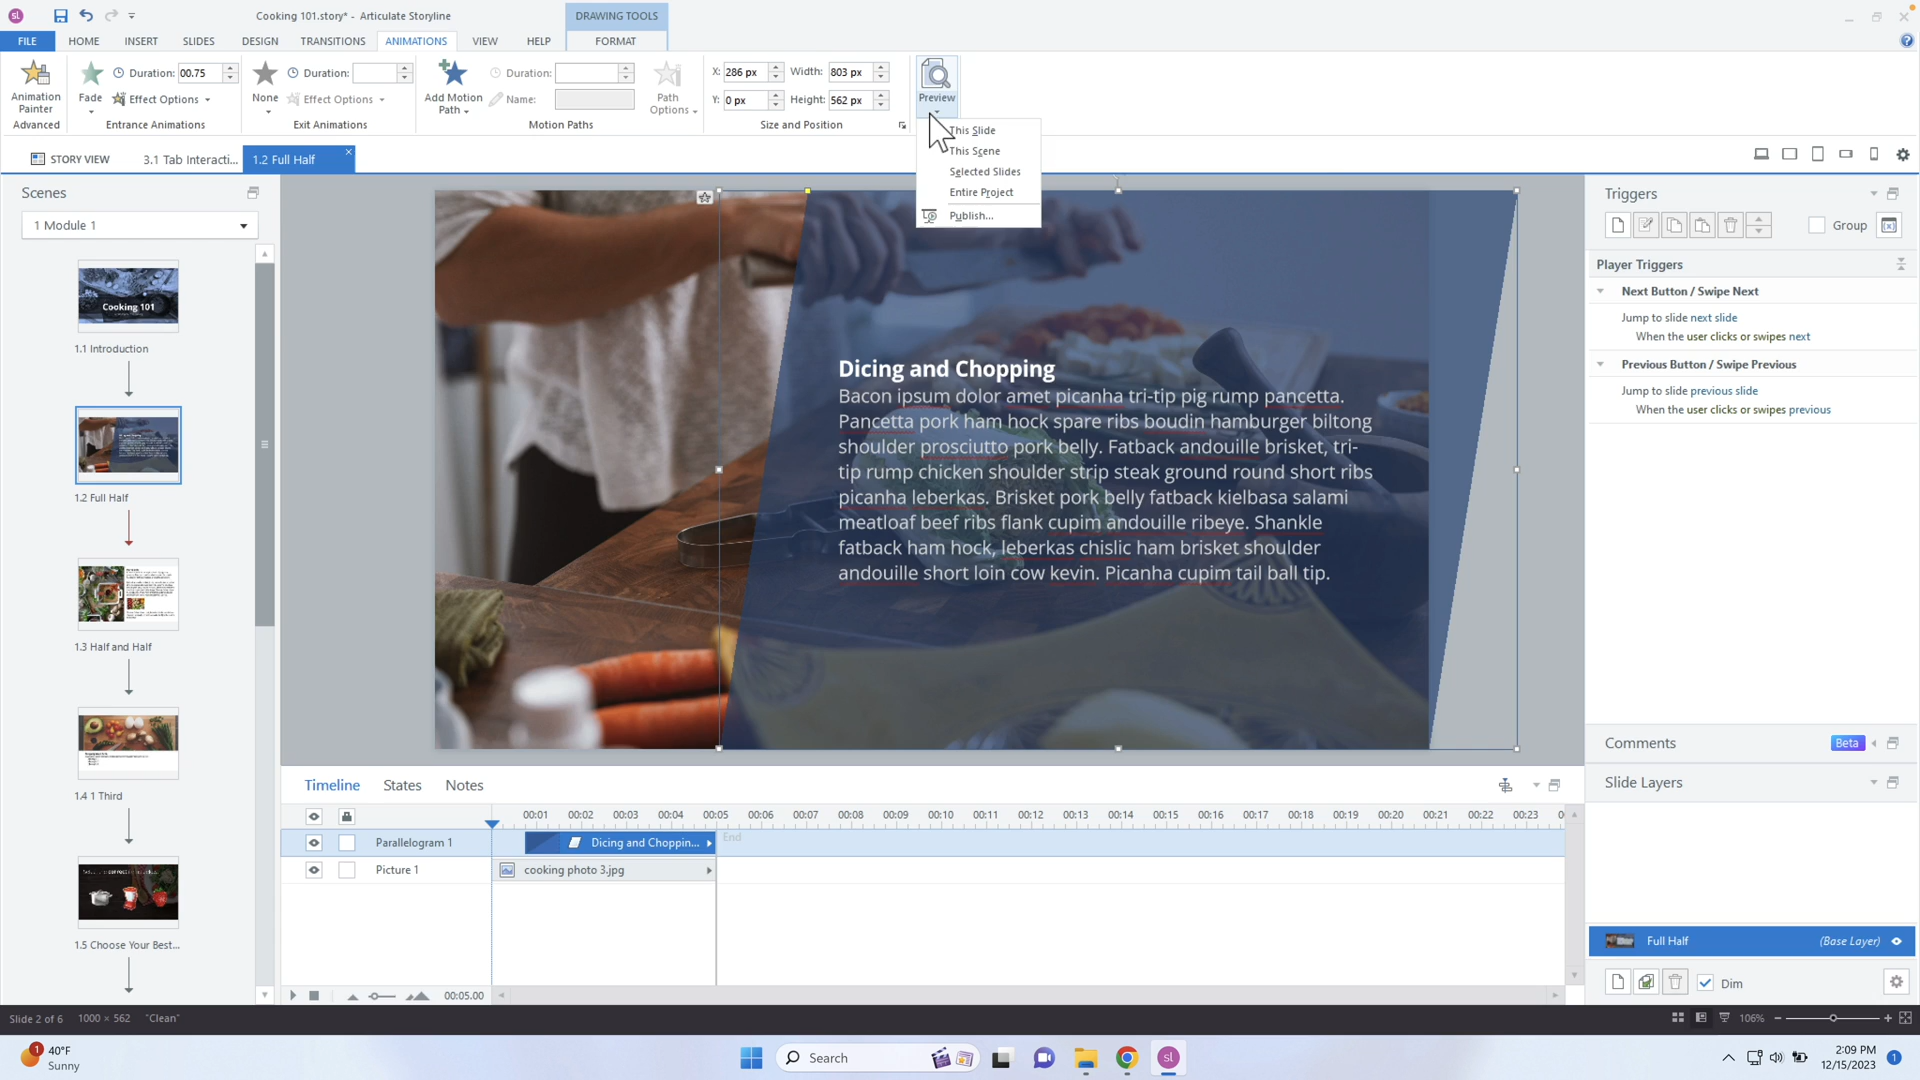 sl
Cooking 101.story* - Articulate Storyline
DRAWING TOOLS
FILE
HOME
INSERT
SLIDES
DESIGN
TRANSITIONS
ANIMATIONS
VIEW
HELP
FORMAT
Animation Painter
Advanced
Fade
Duration: 00.75
Effect Options
Entrance Animations
None
Duration:
Effect Options
Exit Animations
Add Motion Path
Duration:
Name:
Path Options
Motion Paths
X: 286 px
Width: 803 px
Y: 0 px
Height: 562 px
Size and Position
Preview
This Slide
This Scene
Selected Slides
Entire Project
Publish...
STORY VIEW
3.1 Tab Interacti...
1.2 Full Half
Scenes
1 Module 1
Cooking 101
1.1 Introduction
1.2 Full Half
1.3 Half and Half
1.4 1 Third
1.5 Choose Your Best...
Dicing and Chopping
Bacon ipsum dolor amet picanha tri-tip pig rump pancetta.
Pancetta pork ham hock spare ribs boudin hamburger biltong
shoulder prosciutto pork belly. Fatback andouille brisket, tri-
tip rump chicken shoulder strip steak ground round short ribs
picanha leberkas. Brisket pork belly fatback kielbasa salami
meatloaf beef ribs flank cupim andouille ribeye. Shankle
fatback ham hock, leberkas chislic ham brisket shoulder
andouille short loin cow kevin. Picanha cupim tail ball tip.
Triggers
Group
Player Triggers
Next Button / Swipe Next
Jump to slide next slide
When the user clicks or swipes next
Previous Button / Swipe Previous
Jump to slide previous slide
When the user clicks or swipes previous
Comments
Beta
Slide Layers
Full Half
(Base Layer)
Dim
Timeline
States
Notes
00:01 00:02 00:03 00:04 00:05 00:06 00:07 00:08 00:09 00:10 00:11 00:12 00:13 00:14 00:15 00:16 00:17 00:18 00:19 00:20 00:21 00:22 00:23
Parallelogram 1
Dicing and Choppin...
End
Picture 1
cooking photo 3.jpg
00:05.00
Slide 2 of 6
1000 × 562
"Clean"
106%
1
40°F
Sunny
Search
sl
2:09 PM
12/15/2023
1